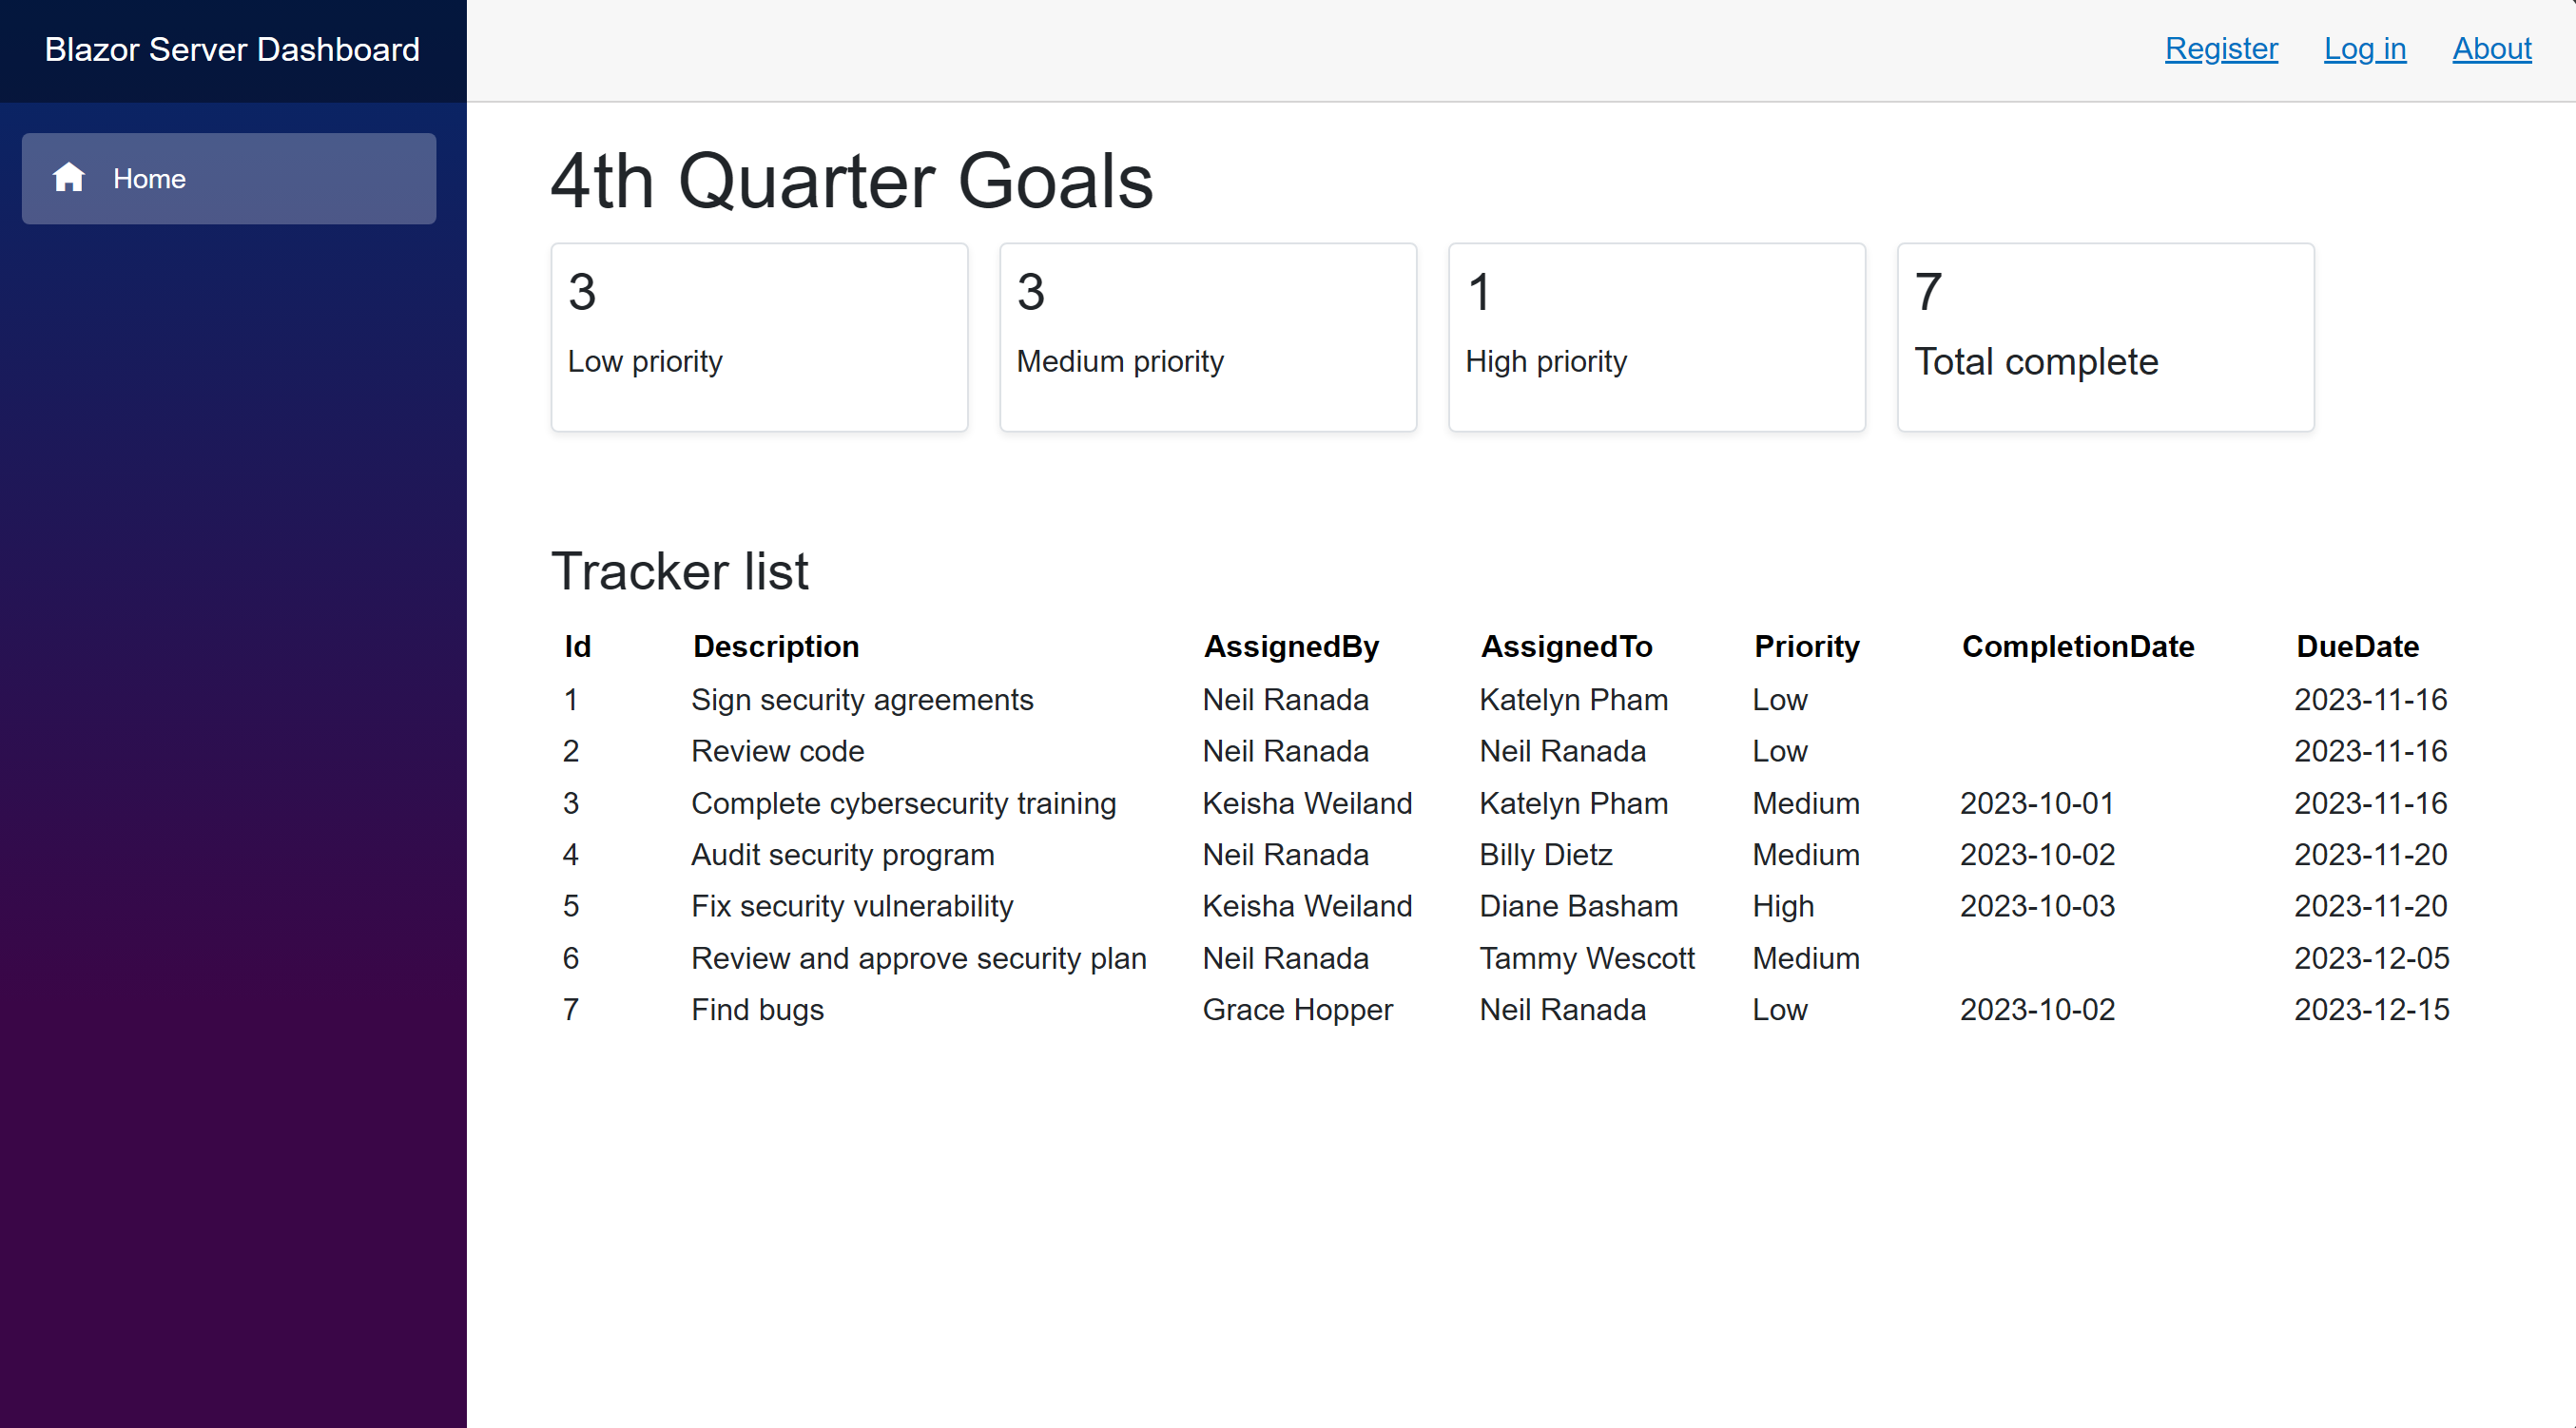 Blazor Server Dashboard
Register Log in About
Home
4th Quarter Goals
3 3 1 7
Low priority Medium priority High priority Total complete
Tracker list
Id Description AssignedBy AssignedTo Priority CompletionDate DueDate
1 Sign security agreements Neil Ranada Katelyn Pham Low 2023-11-16
2 Review code Neil Ranada Neil Ranada Low 2023-11-16
3 Complete cybersecurity training Keisha Weiland Katelyn Pham Medium 2023-10-01 2023-11-16
4 Audit security program Neil Ranada Billy Dietz Medium 2023-10-02 2023-11-20
5 Fix security vulnerability Keisha Weiland Diane Basham High 2023-10-03 2023-11-20
6 Review and approve security plan Neil Ranada Tammy Wescott Medium 2023-12-05
7 Find bugs Grace Hopper Neil Ranada Low 2023-10-02 2023-12-15